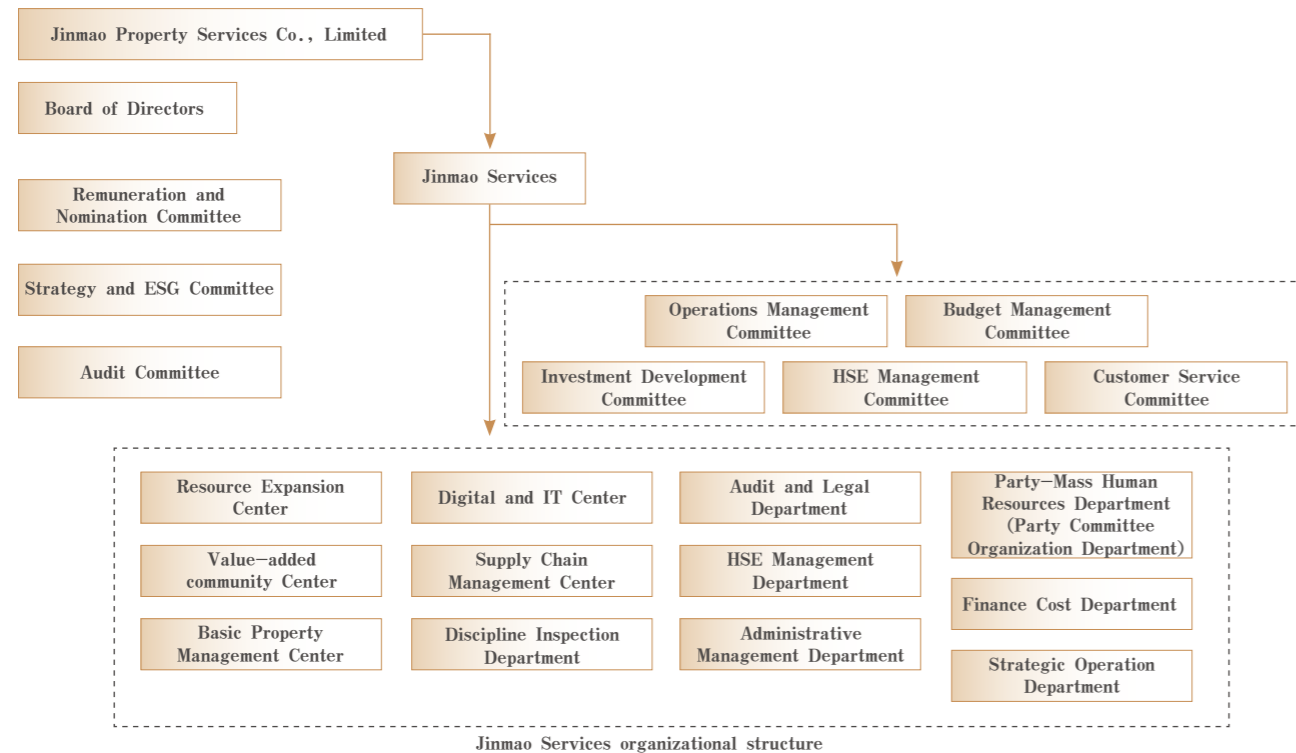 Jinmao Property Services Co., Limited
Board of Directors
Jinmao Services
Remuneration and
Nomination Committee
Strategy and ESG Committee
Audit Committee
Operations Management
Committee
Budget Management
Committee
Investment Development
Committee
HSE Management
Committee
Customer Service
Committee
Resource Expansion
Center
Digital and IT Center
Audit and Legal
Department
Party—Mass Human
Resources Department
(Party Committee
Organization Department)
Value—added
community Center
Supply Chain
Management Center
HSE Management
Department
Finance Cost Department
Basic Property
Management Center
Discipline Inspection
Department
Administrative
Management Department
Strategic Operation
Department
Jinmao Services organizational structure